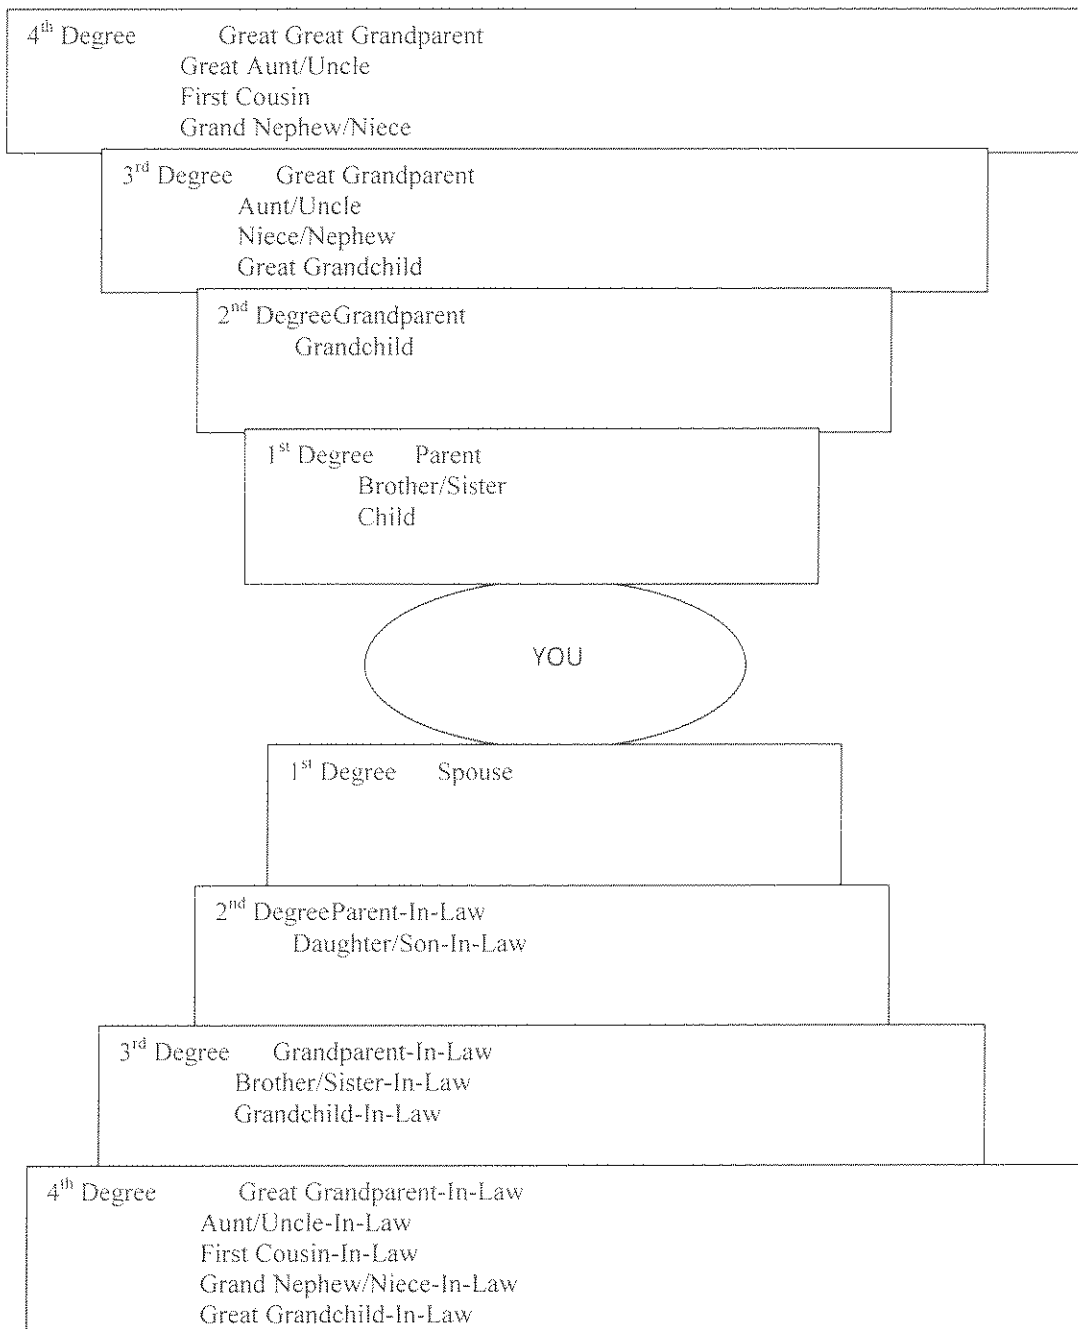 4th Degree Great Great Grandparent
Great Aunt/Uncle
First Cousin
Grand Nephew/Niece
3rd Degree Great Grandparent
Aunt/Uncle
Niece/Nephew
Great Grandchild
2nd DegreeGrandparent
Grandchild
1st Degree Parent
Brother/Sister
Child
YOU
1st Degree Spouse
2nd DegreeParent-In-Law
Daughter/Son-In-Law
3rd Degree Grandparent-In-Law
Brother/Sister-In-Law
Grandchild-In-Law
4th Degree Great Grandparent-In-Law
Aunt/Uncle-In-Law
First Cousin-In-Law
Grand Nephew/Niece-In-Law
Great Grandchild-In-Law